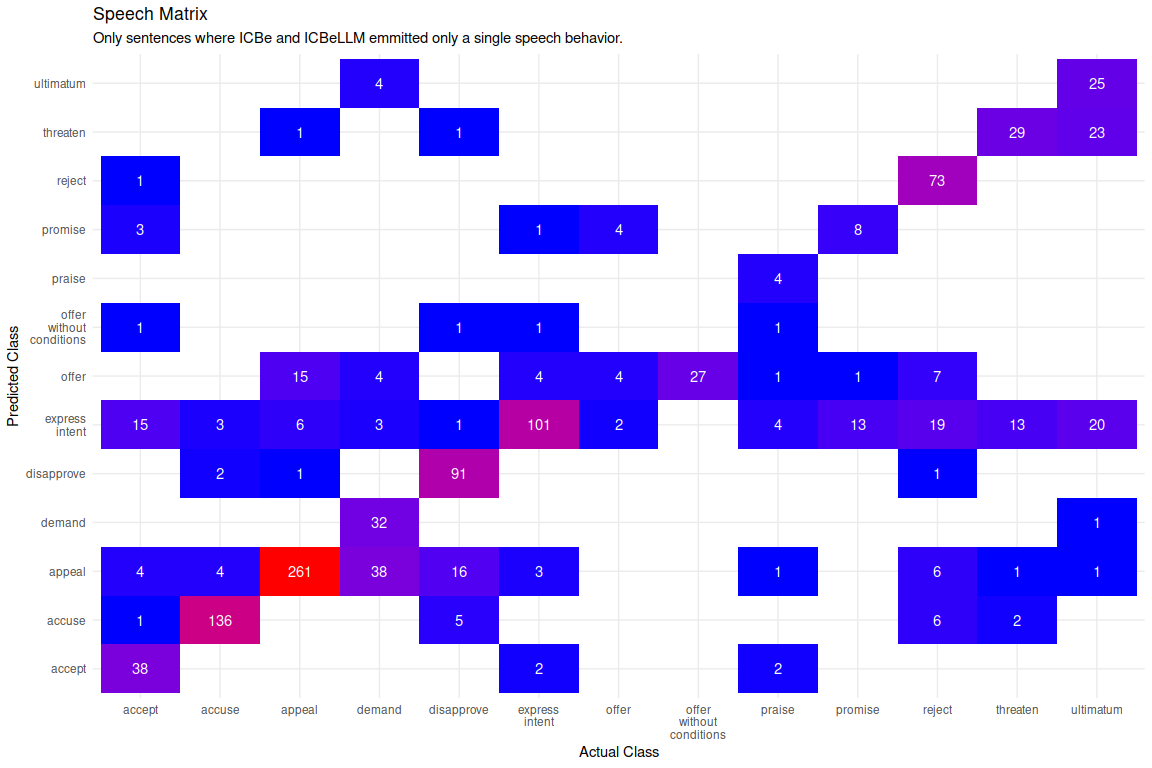 Speech Matrix
Only sentences where ICBe and ICBeLLM emmitted only a single speech behavior.
Predicted Class
ultimatum 4 25
threaten 1 1 29 23
reject 1 73
promise 3 1 4 8
praise 4
offer
without
conditions
1 1 1 1
offer 15 4 4 4 27 1 1 7
express
intent
15 3 6 3 1 101 2 4 13 19 13 20
disapprove 2 1 91 1
demand 32 1
appeal 4 4 261 38 16 3 1 6 1 1
accuse 1 136 5 6 2
accept 38 2 2
accept accuse appeal demand disapprove express offer offer praise promise reject threaten ultimatum
intent without
conditions
Actual Class